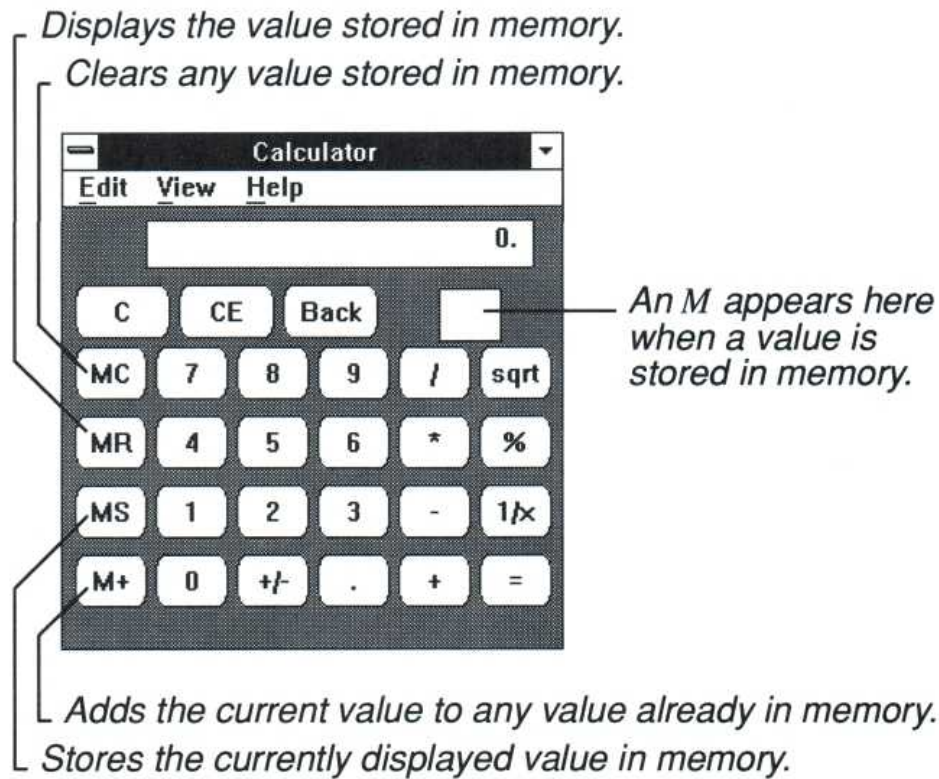 Displays the value stored in memory.
Clears any value stored in memory.
Calculator
Edit View Help
0.
C CE Back
An M appears here
when a value is
stored in memory.
MC 7 8 9 / sqrt
MR 4 5 6 * %
MS 1 2 3 - 1/x
M+ 0 +/- . + =
Adds the current value to any value already in memory.
Stores the currently displayed value in memory.